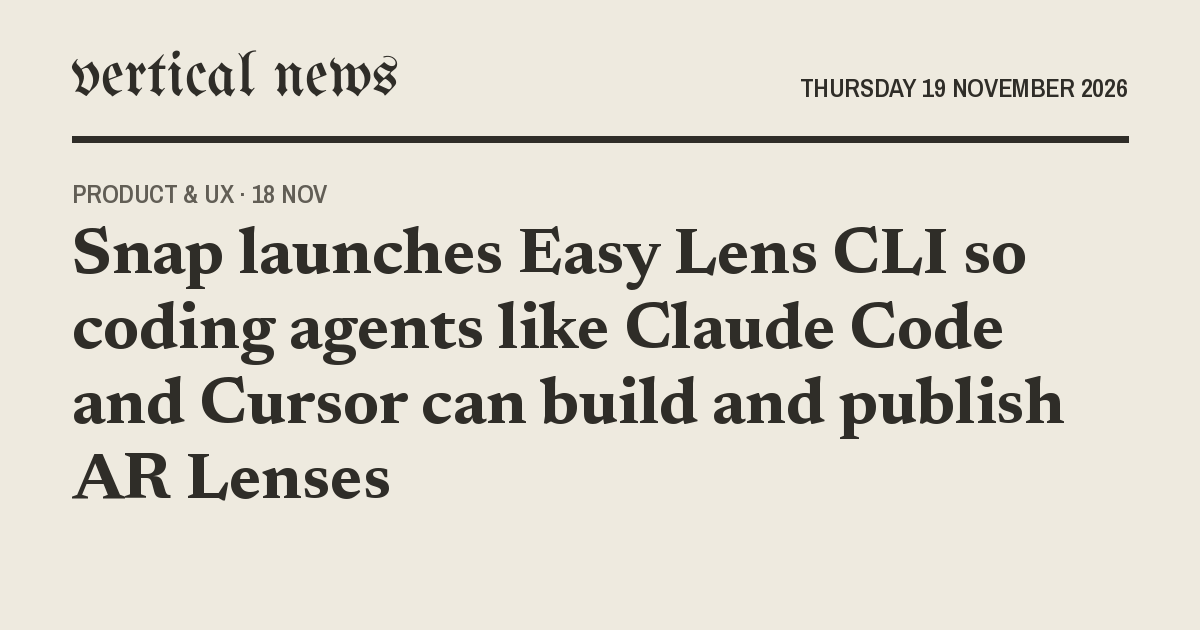 vertical news
THURSDAY 19 NOVEMBER 2026
PRODUCT & UX · 18 NOV
Snap launches Easy Lens CLI so
coding agents like Claude Code
and Cursor can build and publish
AR Lenses